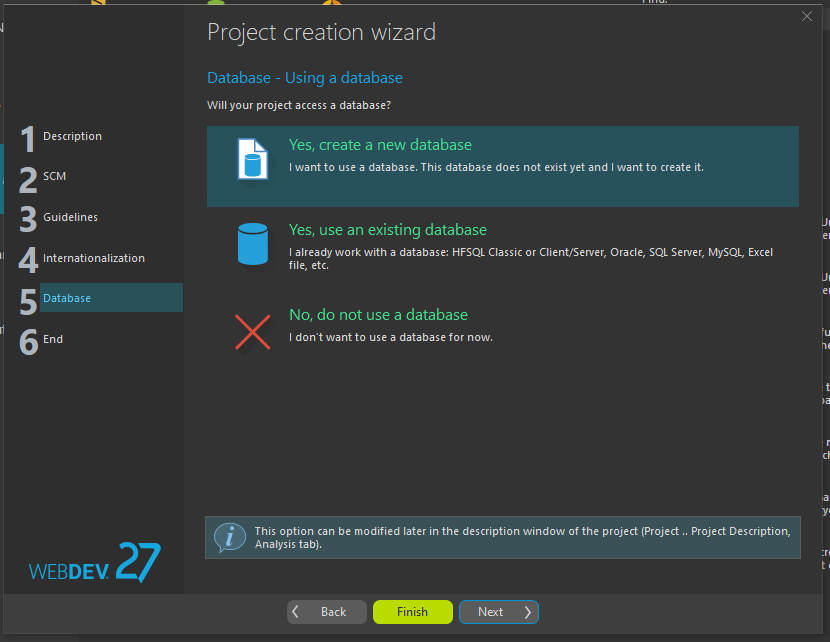 Project creation wizard
Database - Using a database
Will your project access a database?
1 Description
2 SCM
3 Guidelines
4 Internationalization
5 Database
6 End
Yes, create a new database
I want to use a database. This database does not exist yet and I want to create it.
Yes, use an existing database
I already work with a database: HFSQL Classic or Client/Server, Oracle, SQL Server, MySQL, Excel
file, etc.
No, do not use a database
I don't want to use a database for now.
This option can be modified later in the description window of the project (Project .. Project Description,
Analysis tab).
WEBDEV 27
Back
Finish
Next